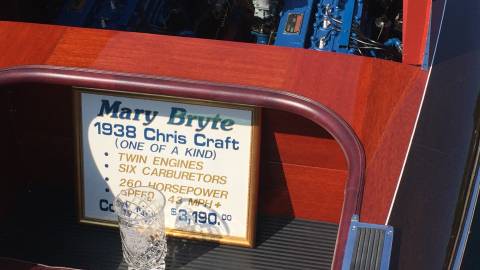 Mary Bryte
1938 Chris Craft
(ONE OF A KIND)
• TWIN ENGINES
• SIX CARBURETORS
• 260 HORSEPOWER
SPEED 43 MPH+
$3,190.00